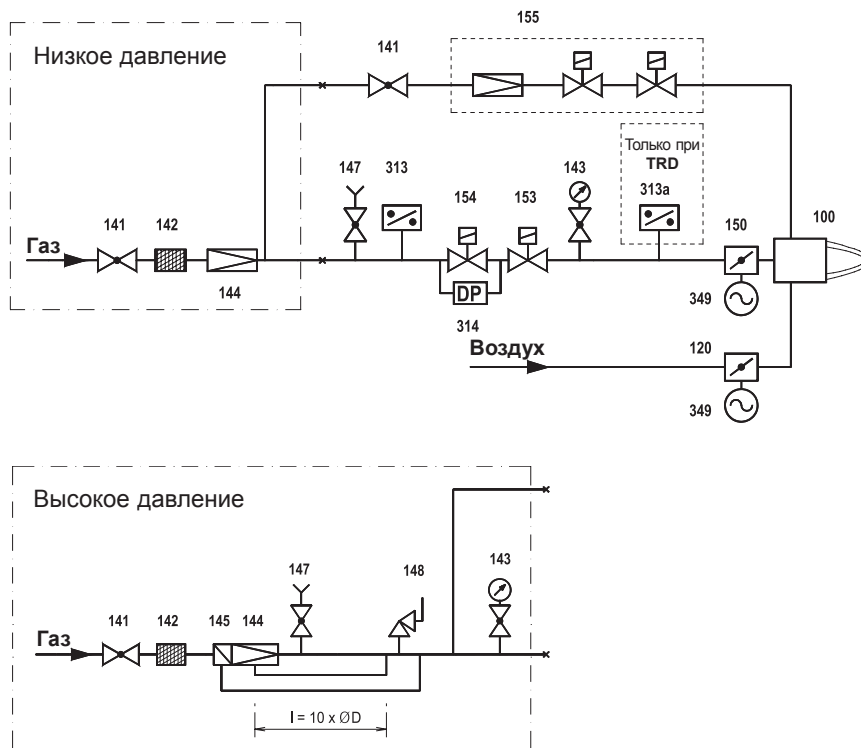 155
Низкое давление
141
Только при
TRD
147
313
154
153
143
313a
150
100
141
142
Газ
144
DP
314
349
Воздух
120
349
Высокое давление
147
148
143
141
142
145
144
Газ
l = 10 x ØD